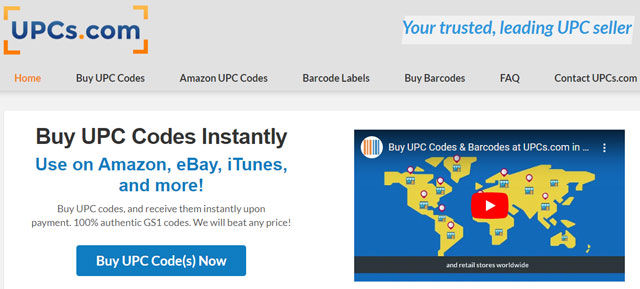 UPCs.com
Your trusted, leading UPC seller
Home Buy UPC Codes Amazon UPC Codes Barcode Labels Buy Barcodes FAQ Contact UPCs.com
Buy UPC Codes Instantly
Use on Amazon, eBay, iTunes,
and more!
Buy UPC codes, and receive them instantly upon
payment. 100% authentic GS1 codes. We will beat any price!
Buy UPC Code(s) Now
Buy UPC Codes & Barcodes at UPCs.com in ...
and retail stores worldwide